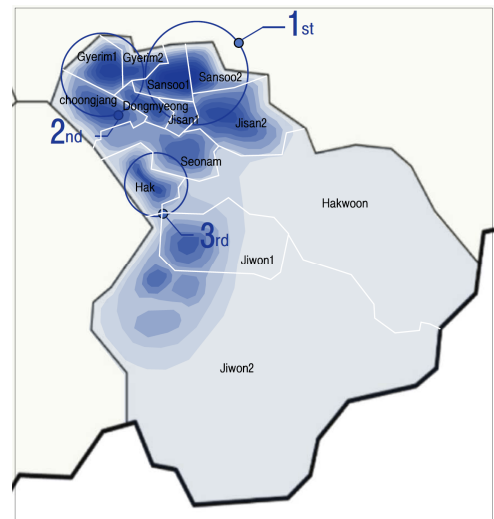 1st
Gyerim1
Gyerim2
Sansoo2
Sansoo1
choongjang
Dongmyeong
Jisan1
Jisan2
2nd
Seonam
Hak
Hakwoon
3rd
Jiwon1
Jiwon2